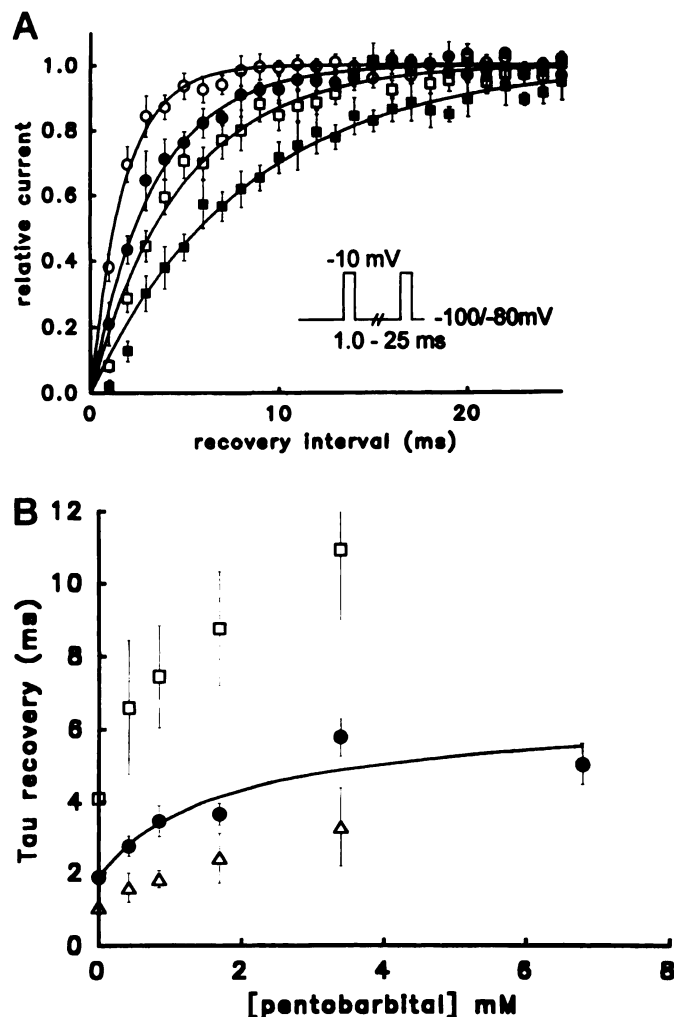 A
1.0
0.8
0.6
0.4
0.2
0.0
relative current
-10 mV
-100/-80mV
1.0 - 25 ms
0
10
20
recovery interval (ms)
B
12
10
8
6
4
2
0
Tau recovery (ms)
0
2
4
6
8
[pentobarbital] mM